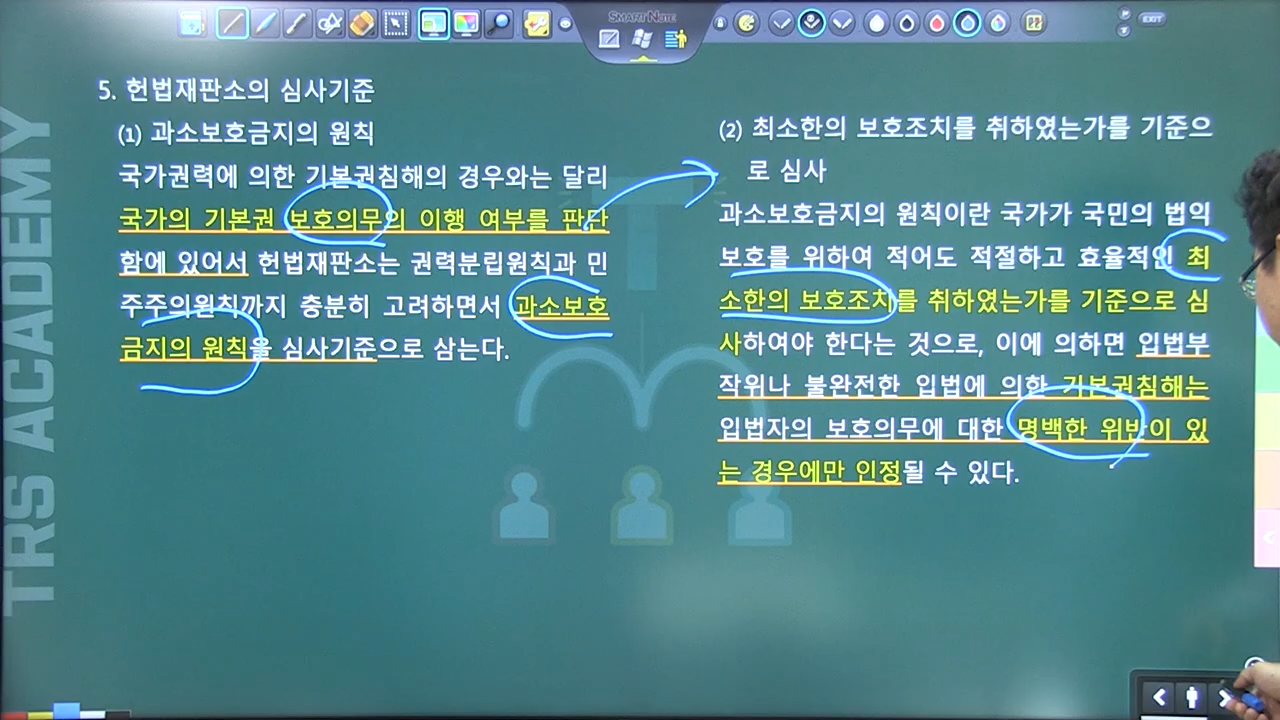 SMART NOTE
EXIT
5. 헌법재판소의 심사기준
(1) 과소보호금지의 원칙
국가권력에 의한 기본권침해의 경우와는 달리
국가의 기본권 보호의무의 이행 여부를 판단
함에 있어서 헌법재판소는 권력분립원칙과 민
주주의원칙까지 충분히 고려하면서 과소보호
금지의 원칙을 심사기준으로 삼는다.
(2) 최소한의 보호조치를 취하였는가를 기준으
로 심사
과소보호금지의 원칙이란 국가가 국민의 법익
보호를 위하여 적어도 적절하고 효율적인 최
소한의 보호조치를 취하였는가를 기준으로 심
사하여야 한다는 것으로, 이에 의하면 입법부
작위나 불완전한 입법에 의한 기본권침해는
입법자의 보호의무에 대한 명백한 위반이 있
는 경우에만 인정될 수 있다.
TRS ACADEMY